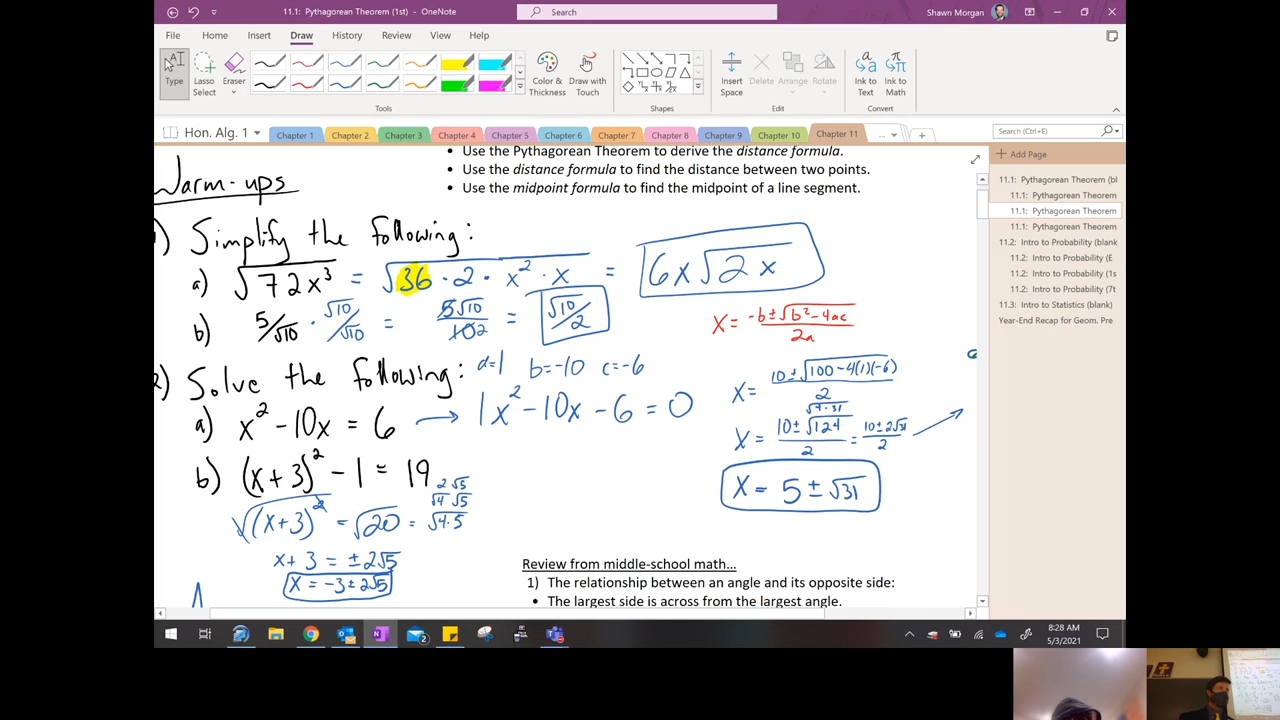 11.1: Pythagorean Theorem (1st) - OneNote
Search
Shawn Morgan
File Home Insert Draw History Review View Help
Type
Lasso Select
Eraser
Color & Thickness
Draw with Touch
Insert Space
Delete
Arrange
Rotate
Ink to Text
Ink to Math
Tools
Shapes
Edit
Convert
Hon. Alg. 1
Chapter 1 Chapter 2 Chapter 3 Chapter 4 Chapter 5 Chapter 6 Chapter 7 Chapter 8 Chapter 9 Chapter 10 Chapter 11 ...
Search (Ctrl+E)
Add Page
11.1: Pythagorean Theorem (bl
11.1: Pythagorean Theorem
11.1: Pythagorean Theorem
11.1: Pythagorean Theorem
11.2: Intro to Probability (blank
11.2: Intro to Probability (E
11.2: Intro to Probability (1s
11.2: Intro to Probability (7t
11.3: Intro to Statistics (blank)
Year-End Recap for Geom. Pre
• Use the Pythagorean Theorem to derive the distance formula.
• Use the distance formula to find the distance between two points.
• Use the midpoint formula to find the midpoint of a line segment.
Warm-ups
) Simplify the following:
a) √72x³ = √36 · 2 · x² · x = 6x√2x
b) 5/√10 · √10/√10 = 5√10/10 2 = √10/2
x = -b ± √b² - 4ac / 2a
2) Solve the following:
a=1 b=-10 c=-6
a) x² - 10x = 6 → 1x² - 10x - 6 = 0
x = 10 ± √100 - 4(1)(-6) / 2
√4·31
x = 10 ± √124 / 2 = 10 ± 2√31 / 2
x = 5 ± √31
b) (x + 3)² - 1 = 19
2√5
√4 √5
√(x+3)² = √20 = √4·5
x + 3 = ±2√5
x = -3 ± 2√5
Review from middle-school math…
1) The relationship between an angle and its opposite side:
• The largest side is across from the largest angle.
8:28 AM
5/3/2021